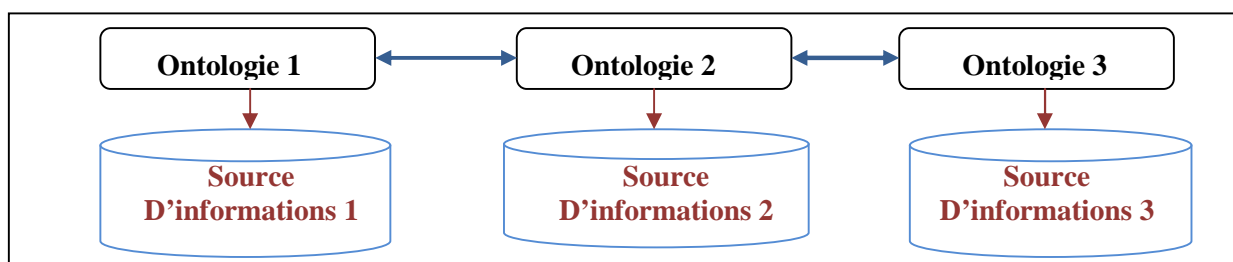 Ontologie 1
Ontologie 2
Ontologie 3
Source
D'informations 1
Source
D'informations 2
Source
D'informations 3